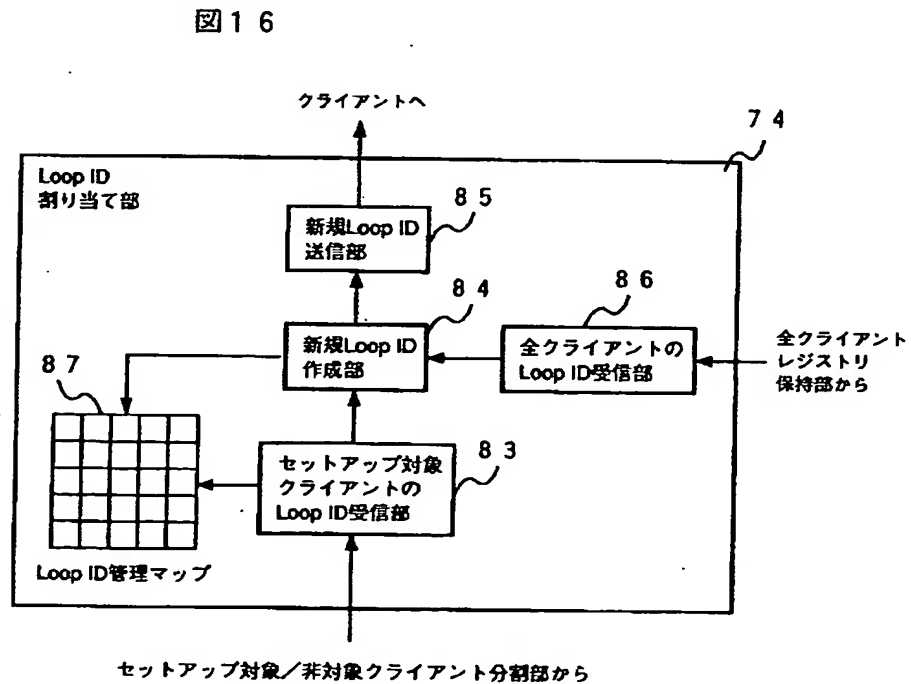 図16
クライアントへ
74
Loop ID
割り当て部
85
新規Loop ID
送信部
84
新規Loop ID
作成部
86
全クライアントの
Loop ID受信部
全クライアント
レジストリ
保持部から
87
83
セットアップ対象
クライアントの
Loop ID受信部
Loop ID管理マップ
セットアップ対象/非対象クライアント分割部から